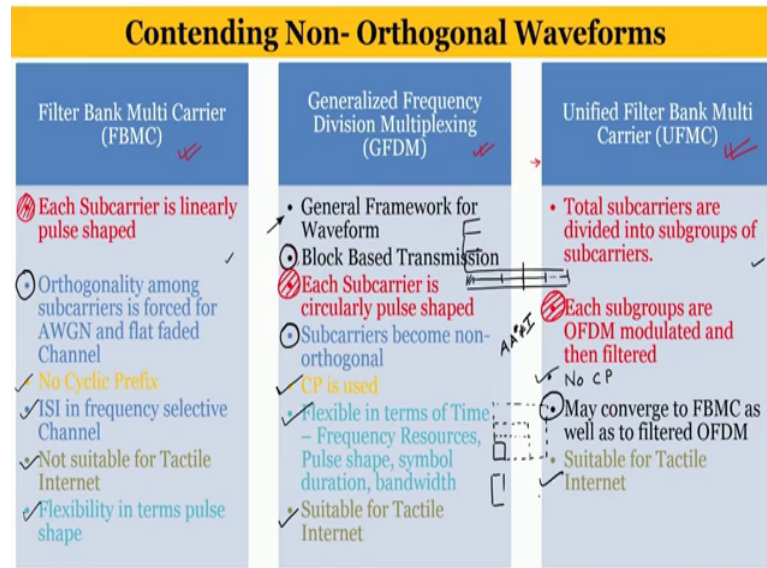 Contending Non- Orthogonal Waveforms
Filter Bank Multi Carrier
(FBMC)
• Each Subcarrier is linearly
pulse shaped
• Orthogonality among
subcarriers is forced for
AWGN and flat faded
Channel
• No Cyclic Prefix
• ISI in frequency selective
Channel
• Not suitable for Tactile
Internet
• Flexibility in terms pulse
shape
Generalized Frequency
Division Multiplexing
(GFDM)
• General Framework for
Waveform
• Block Based Transmission
• Each Subcarrier is
circularly pulse shaped
• Subcarriers become non-
orthogonal
• CP is used
• Flexible in terms of Time
– Frequency Resources,
Pulse shape, symbol
duration, bandwidth
• Suitable for Tactile
Internet
Unified Filter Bank Multi
Carrier (UFMC)
• Total subcarriers are
divided into subgroups of
subcarriers.
• Each subgroups are
OFDM modulated and
then filtered
• No CP
• May converge to FBMC as
well as to filtered OFDM
• Suitable for Tactile
Internet